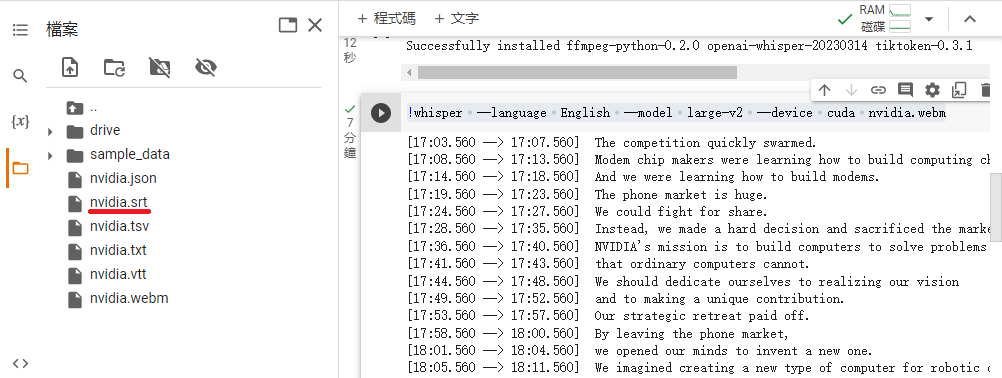 檔案
{x}
..
drive
sample_data
nvidia.json
nvidia.srt
nvidia.tsv
nvidia.txt
nvidia.vtt
nvidia.webm
+ 程式碼 + 文字
RAM
磁碟
12
秒
Successfully installed ffmpeg-python-0.2.0 openai-whisper-20230314 tiktoken-0.3.1
7
分
鐘
!whisper --language English --model large-v2 --device cuda nvidia.webm
[17:03.560 --> 17:07.560] The competition quickly swarmed.
[17:08.560 --> 17:13.560] Modem chip makers were learning how to build computing
[17:14.560 --> 17:18.560] And we were learning how to build modems.
[17:19.560 --> 17:23.560] The phone market is huge.
[17:24.560 --> 17:27.560] We could fight for share.
[17:28.560 --> 17:35.560] Instead, we made a hard decision and sacrificed the
[17:36.560 --> 17:40.560] NVIDIA's mission is to build computers to solve problems
[17:41.560 --> 17:43.560] that ordinary computers cannot.
[17:44.560 --> 17:48.560] We should dedicate ourselves to realizing our vision
[17:49.560 --> 17:52.560] and to making a unique contribution.
[17:53.560 --> 17:57.560] Our strategic retreat paid off.
[17:58.560 --> 18:00.560] By leaving the phone market,
[18:01.560 --> 18:04.560] we opened our minds to invent a new one.
[18:05.560 --> 18:11.560] We imagined creating a new type of computer for robotic